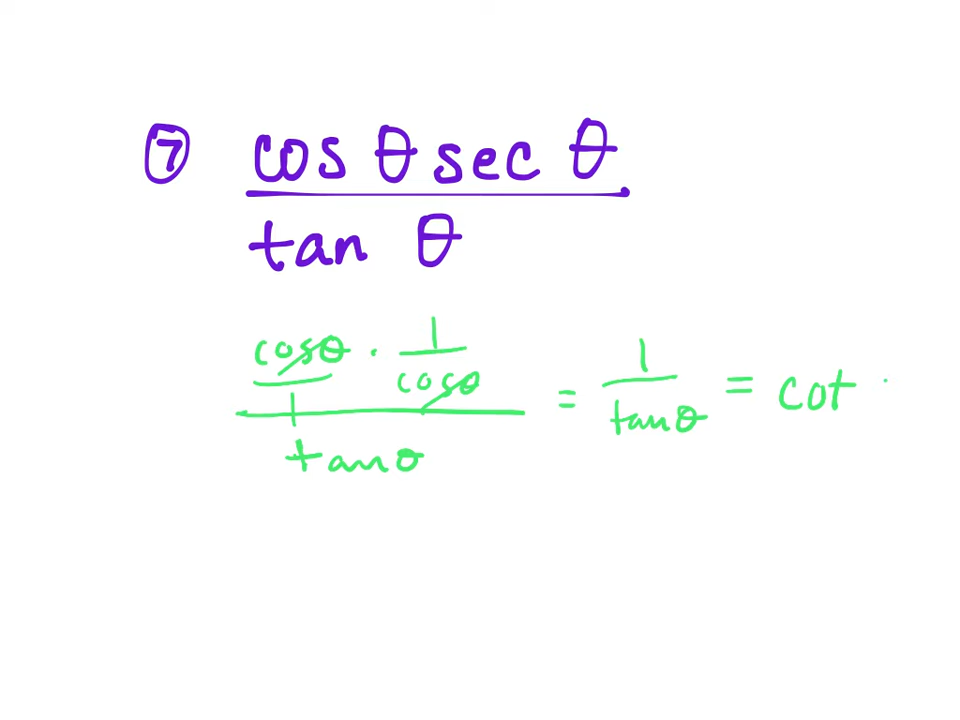 ⑦ cos θ sec θ
tan θ
cosθ/1 · 1/cosθ
tanθ
= 1/tanθ = cot